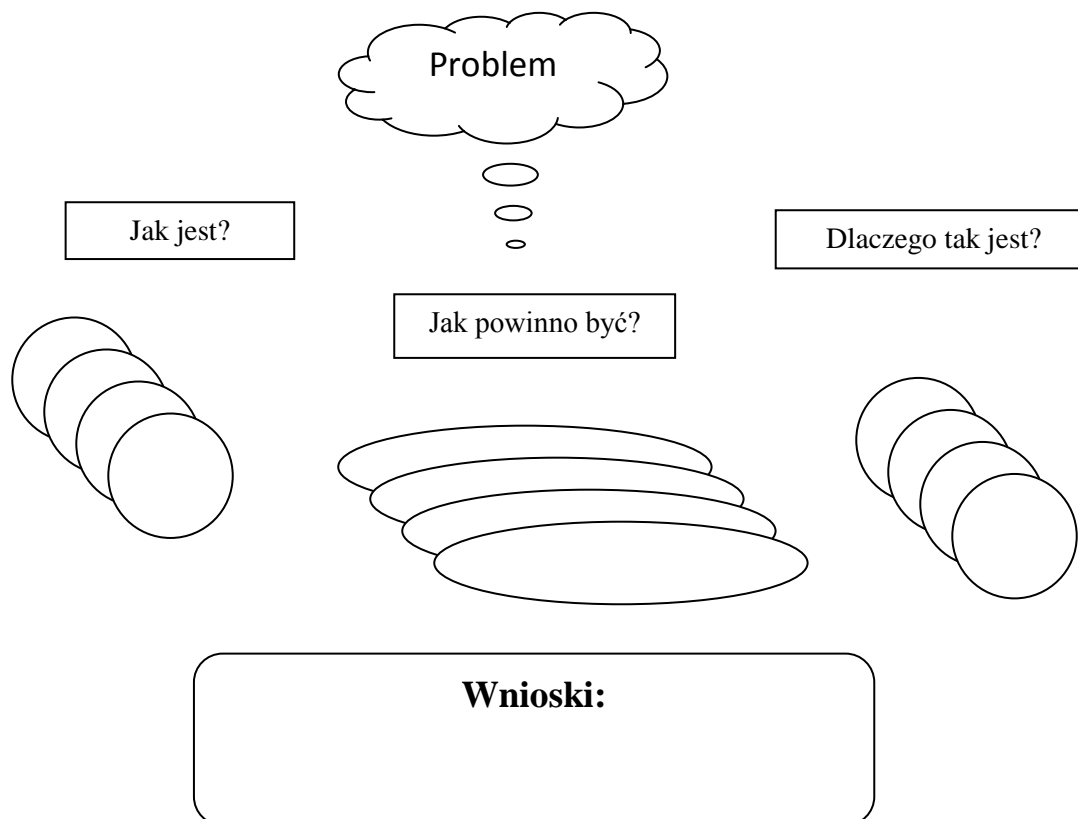 Problem
Jak jest?
Dlaczego tak jest?
Jak powinno być?
Wnioski: